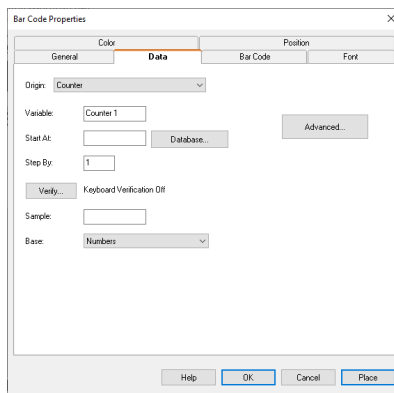 Bar Code Properties
Color Position
General Data Bar Code Font
Origin: Counter
Variable: Counter 1
Advanced...
Start At: Database...
Step By: 1
Verify... Keyboard Verification Off
Sample:
Base: Numbers
Help OK Cancel Place